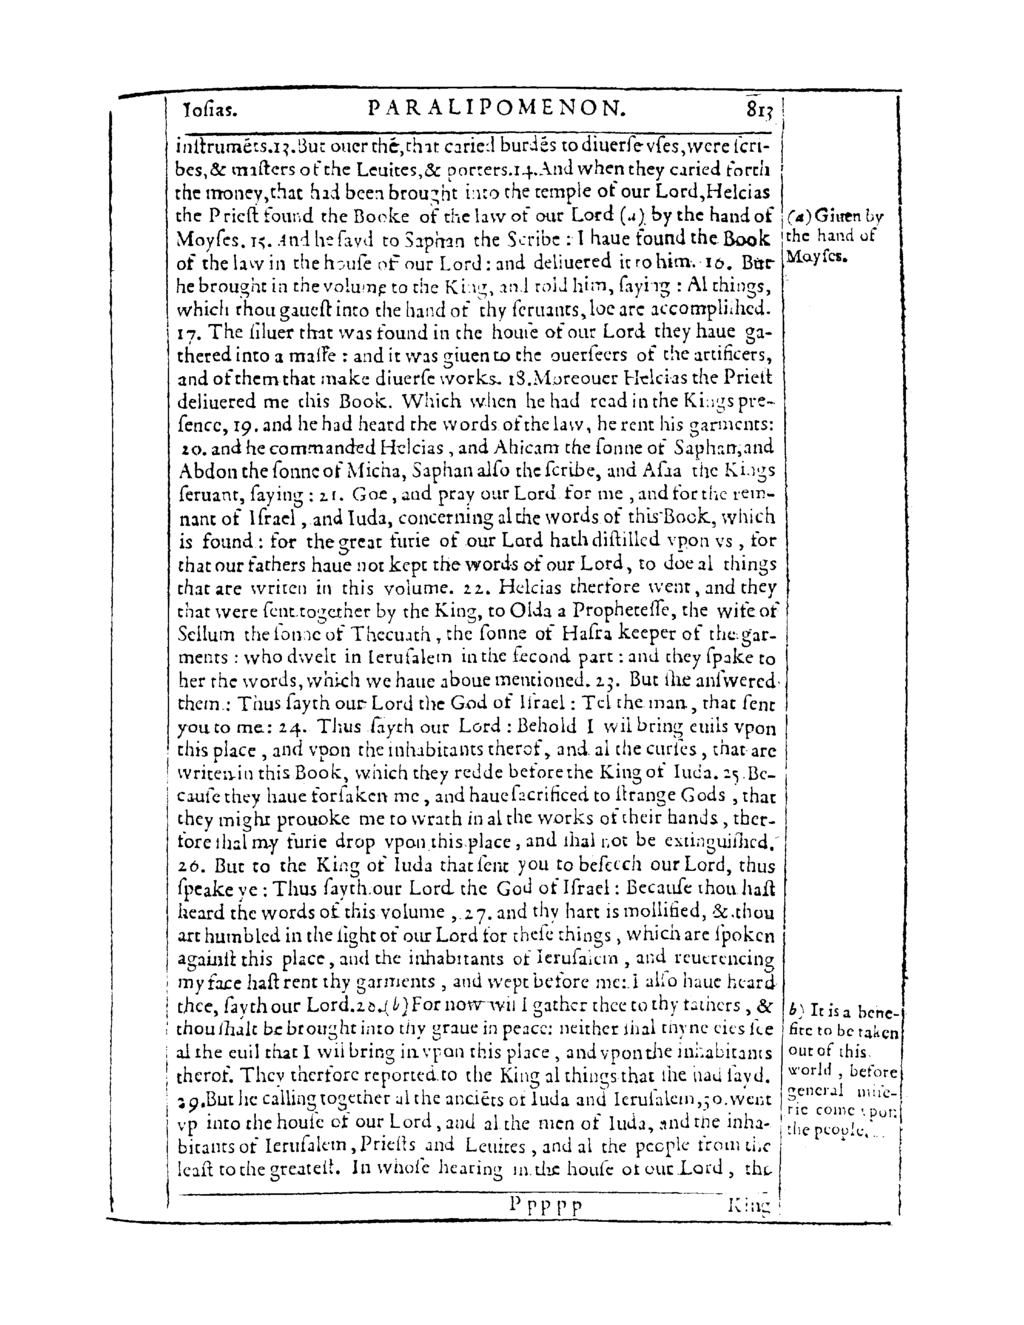 Iosias. PARALIPOMENON. 813
instrumēts.13.But ouer thē,that caried burdēs to diuerse vses,were scri-
bes,& maisters of the Leuites,& porters.14.And when they caried forth
the money,that had been brought into the temple of our Lord,Helcias
the Priest found the Booke of the law of our Lord (a) by the hand of
Moyses. 15. And he sayd to Saphan the Scribe : I haue found the Book
of the law in the house of our Lord : and deliuered it to him. 16. But
he brought in the volume to the King, and told him, saying : Al things,
which thou gauest into the hand of thy seruants, loe are accomplished.
17. The siluer that was found in the house of our Lord they haue ga-
thered into a masse : and it was giuen to the ouerseers of the artificers,
and of them that make diuerse works. 18.Moreouer Helcias the Priest
deliuered me this Book. Which when he had read in the Kings pre-
sence, 19. and he had heard the words of the law, he rent his garments:
20. and he commanded Helcias , and Ahicam the sonne of Saphan, and
Abdon the sonne of Micha, Saphan also the scribe, and Asaa the Kings
seruant, saying : 21. Goe , and pray our Lord for me , and for the rem-
nant of Israel , and Iuda, concerning al the words of this Book, which
is found : for the great furie of our Lord hath distilled vpon vs , for
that our fathers haue not kept the words of our Lord, to doe al things
that are writen in this volume. 22. Helcias therfore went , and they
that were sent together by the King, to Olda a Prophetesse, the wife of
Sellum the sonne of Thecuath , the sonne of Hasra keeper of the gar-
ments : who dwelt in Ierusalem in the second part : and they spake to
her the words, which we haue aboue mentioned. 23. But she answered
them : Thus sayth our Lord the God of Israel : Tel the man , that sent
you to me : 24. Thus sayth our Lord : Behold I wil bring euils vpon
this place , and vpon the inhabitants therof, and al the curses , that are
writen in this Book, which they redde before the King of Iuda. 25.Be-
cause they haue forsaken me , and haue sacrificed to strange Gods , that
they might prouoke me to wrath in al the works of their hands , ther-
fore shal my furie drop vpon this place , and shal not be extinguished.
26. But to the King of Iuda that sent you to beseech our Lord, thus
speake ye : Thus sayth our Lord the God of Israel : Because thou hast
heard the words of this volume , 27. and thy hart is mollified, & thou
art humbled in the sight of our Lord for these things , which are spoken
against this place, and the inhabitants of Ierusalem , and reuerencing
my face hast rent thy garments , and wept before me: I also haue heard
thee, sayth our Lord.28.(b)For now wil I gather thee to thy fathers , &
thou shalt be brought into thy graue in peace: neither shal thyne eies see
al the euil that I wil bring in vpon this place , and vpon the inhabitants
therof. They therfore reported to the King al things that she had sayd.
29.But he calling together al the anciēts of Iuda and Ierusalem,30.went
vp into the house of our Lord , and al the men of Iuda, and the inha-
bitants of Ierusalem , Priests and Leuites , and al the people from the
least to the greatest. In whose hearing in the house of our Lord , the
Ppppp King
(a) Giuen by
the hand of
Moyses.
b) It is a bene-
fite to be taken
out of this
world , before
general mise-
rie come vpon
the people.